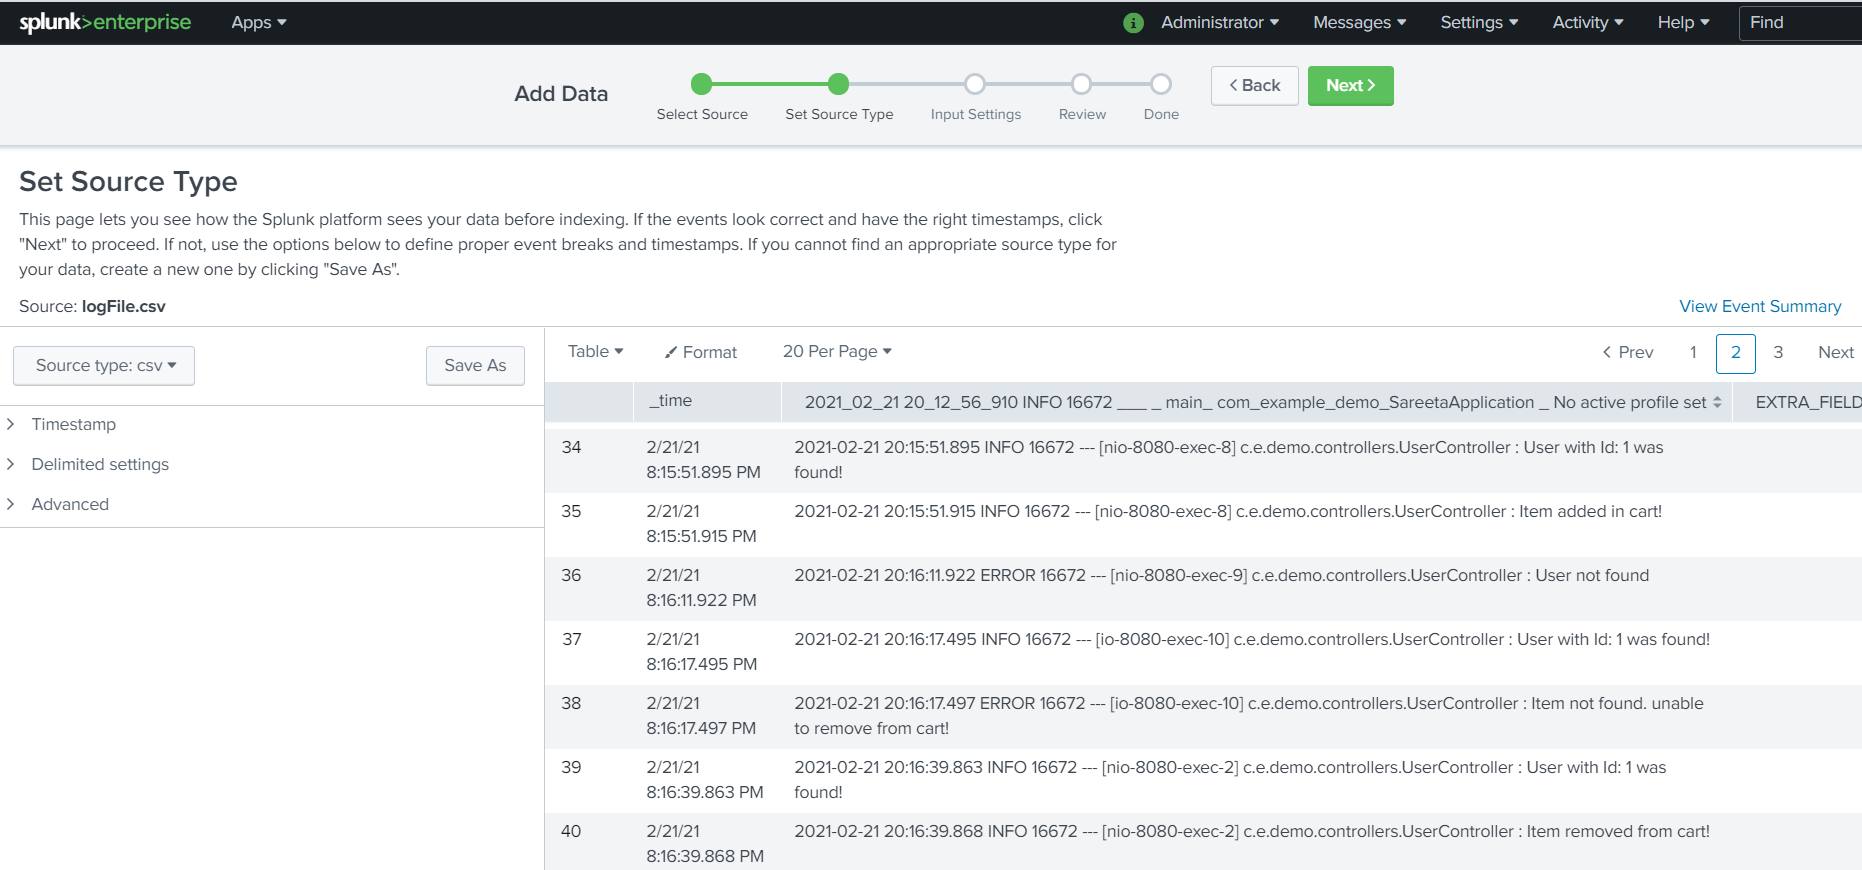 splunk>enterprise Apps Administrator Messages Settings Activity Help Find
Add Data
Select Source Set Source Type Input Settings Review Done
< Back
Next >
Set Source Type
This page lets you see how the Splunk platform sees your data before indexing. If the events look correct and have the right timestamps, click
"Next" to proceed. If not, use the options below to define proper event breaks and timestamps. If you cannot find an appropriate source type for
your data, create a new one by clicking "Save As".
Source: logFile.csv
View Event Summary
Source type: csv
Save As
Timestamp
Delimited settings
Advanced
Table Format 20 Per Page
< Prev 1 2 3 Next
_time 2021_02_21 20_12_56_910 INFO 16672 ___ _ main_ com_example_demo_SareetaApplication _ No active profile set EXTRA_FIELD
34 2/21/21 2021-02-21 20:15:51.895 INFO 16672 --- [nio-8080-exec-8] c.e.demo.controllers.UserController : User with Id: 1 was
8:15:51.895 PM found!
35 2/21/21 2021-02-21 20:15:51.915 INFO 16672 --- [nio-8080-exec-8] c.e.demo.controllers.UserController : Item added in cart!
8:15:51.915 PM
36 2/21/21 2021-02-21 20:16:11.922 ERROR 16672 --- [nio-8080-exec-9] c.e.demo.controllers.UserController : User not found
8:16:11.922 PM
37 2/21/21 2021-02-21 20:16:17.495 INFO 16672 --- [io-8080-exec-10] c.e.demo.controllers.UserController : User with Id: 1 was found!
8:16:17.495 PM
38 2/21/21 2021-02-21 20:16:17.497 ERROR 16672 --- [io-8080-exec-10] c.e.demo.controllers.UserController : Item not found. unable
8:16:17.497 PM to remove from cart!
39 2/21/21 2021-02-21 20:16:39.863 INFO 16672 --- [nio-8080-exec-2] c.e.demo.controllers.UserController : User with Id: 1 was
8:16:39.863 PM found!
40 2/21/21 2021-02-21 20:16:39.868 INFO 16672 --- [nio-8080-exec-2] c.e.demo.controllers.UserController : Item removed from cart!
8:16:39.868 PM